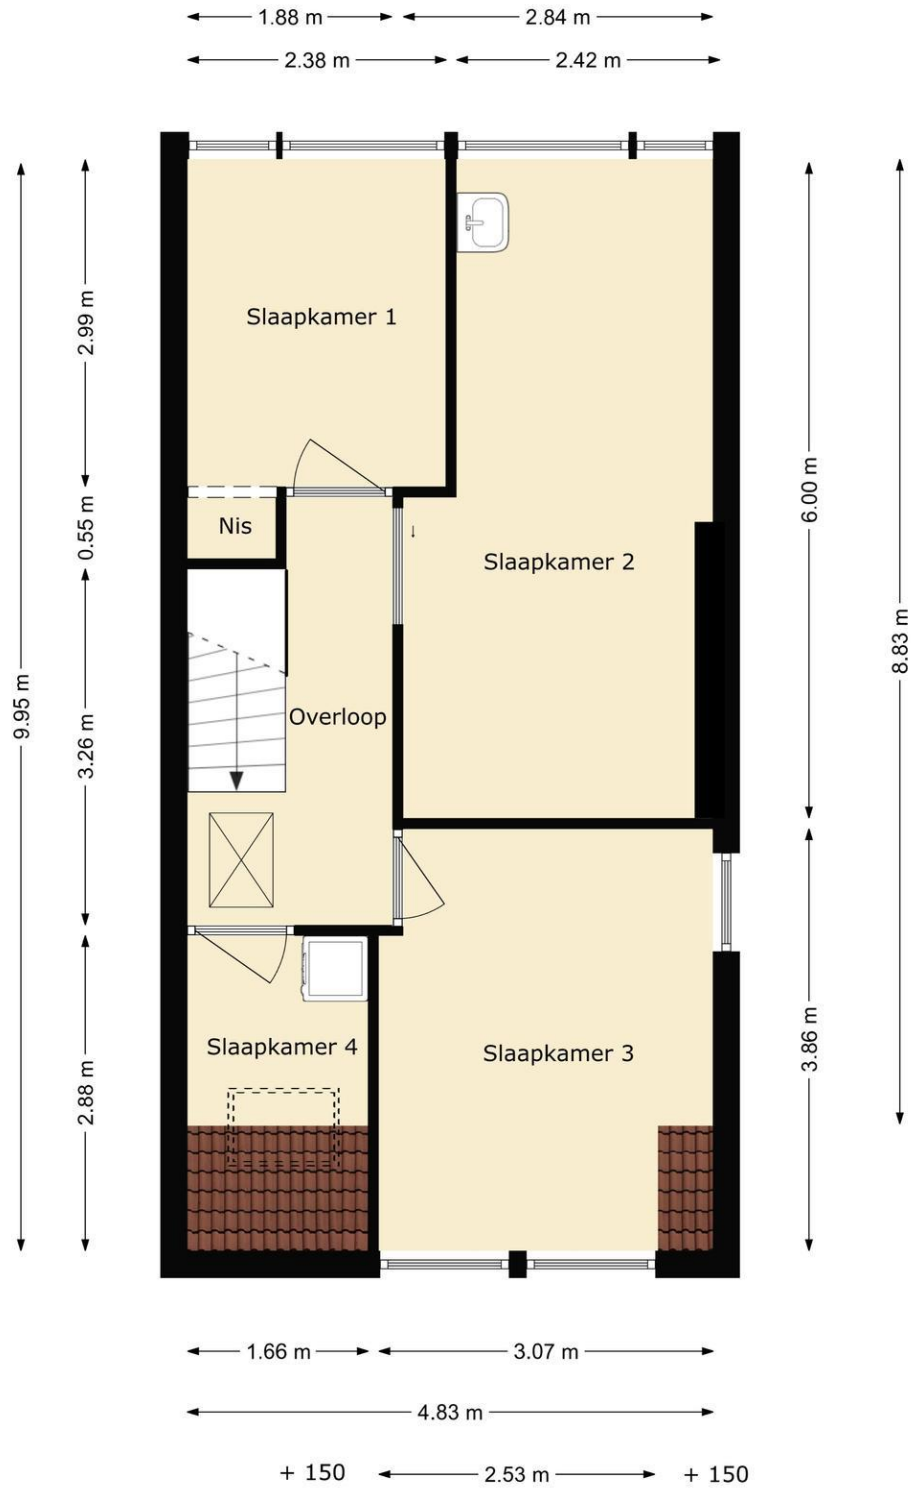 1.88 m
2.84 m
2.38 m
2.42 m
Slaapkamer 1
2.99 m
Nis
0.55 m
↓
6.00 m
Slaapkamer 2
8.83 m
9.95 m
3.26 m
Overloop
Slaapkamer 4
Slaapkamer 3
3.86 m
2.88 m
1.66 m
3.07 m
4.83 m
+ 150
2.53 m
+ 150